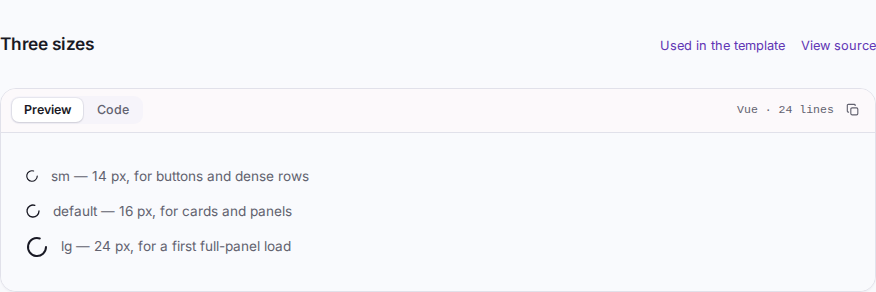 Three sizes
Used in the template View source
Preview Code
Vue · 24 lines
sm — 14 px, for buttons and dense rows
default — 16 px, for cards and panels
lg — 24 px, for a first full-panel load